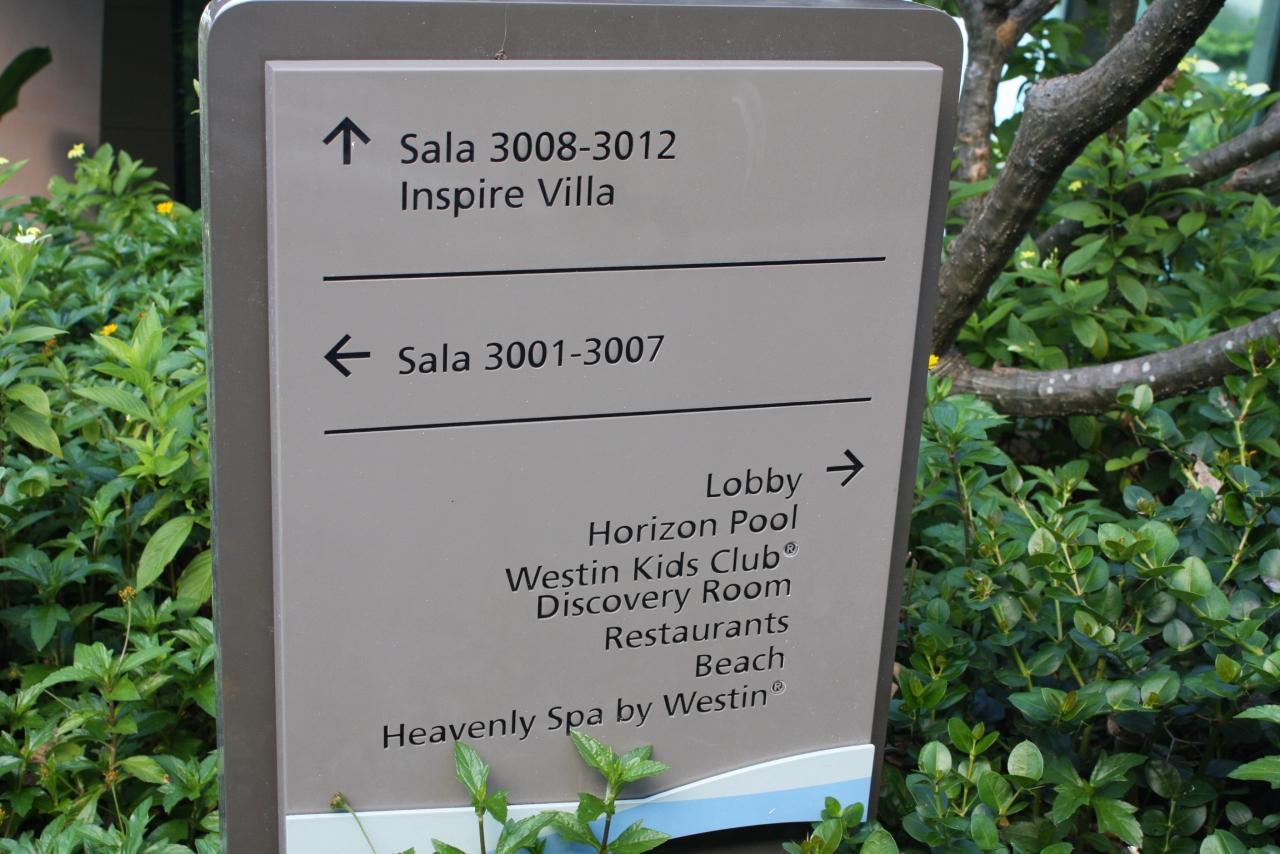 Sala 3008-3012
Inspire Villa
Sala 3001-3007
Lobby
Horizon Pool
Westin Kids Club®
Discovery Room
Restaurants
Beach
Heavenly Spa by Westin®